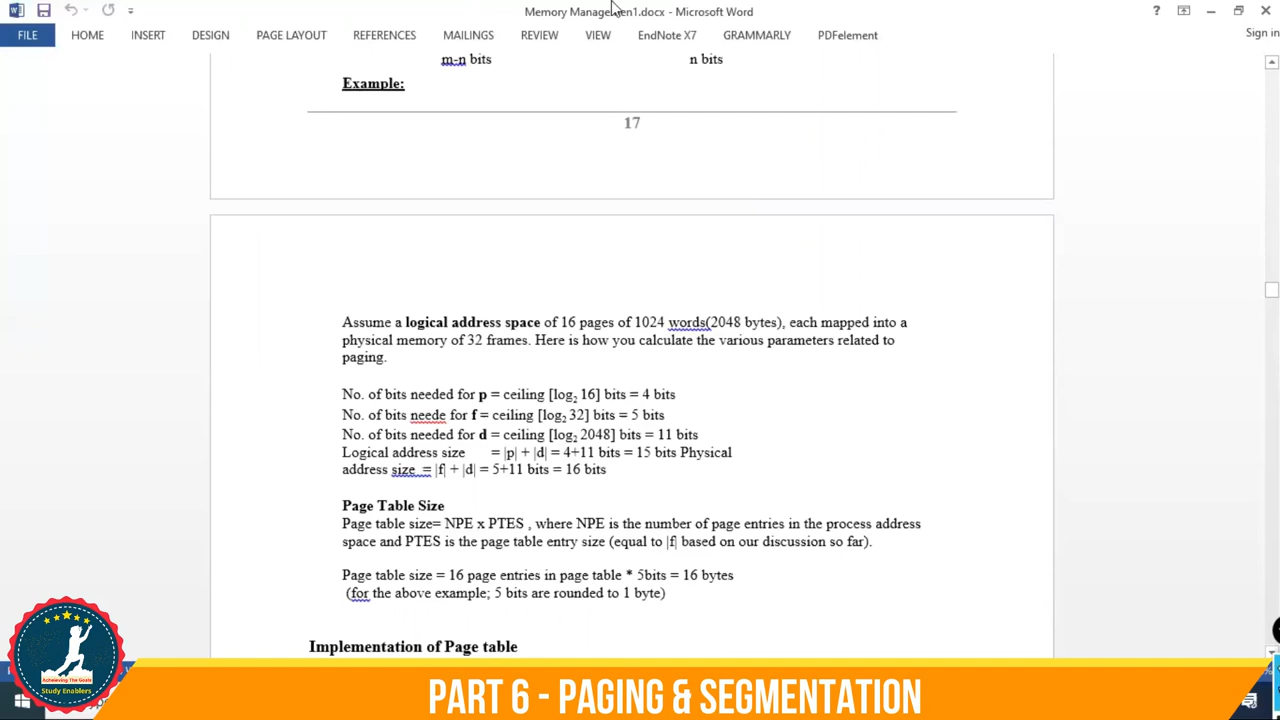 Memory Managemen1.docx - Microsoft Word
Sign in
FILE HOME INSERT DESIGN PAGE LAYOUT REFERENCES MAILINGS REVIEW VIEW EndNote X7 GRAMMARLY PDFelement
m-n bits n bits
Example:
17
Assume a logical address space of 16 pages of 1024 words(2048 bytes), each mapped into a
physical memory of 32 frames. Here is how you calculate the various parameters related to
paging.
No. of bits needed for p = ceiling [log₂ 16] bits = 4 bits
No. of bits neede for f = ceiling [log₂ 32] bits = 5 bits
No. of bits needed for d = ceiling [log₂ 2048] bits = 11 bits
Logical address size = |p| + |d| = 4+11 bits = 15 bits Physical
address size = |f| + |d| = 5+11 bits = 16 bits
Page Table Size
Page table size= NPE x PTES , where NPE is the number of page entries in the process address
space and PTES is the page table entry size (equal to |f| based on our discussion so far).
Page table size = 16 page entries in page table * 5bits = 16 bytes
(for the above example; 5 bits are rounded to 1 byte)
Implementation of Page table
Achieving The Goals
Study Enablers
PART 6 - PAGING & SEGMENTATION